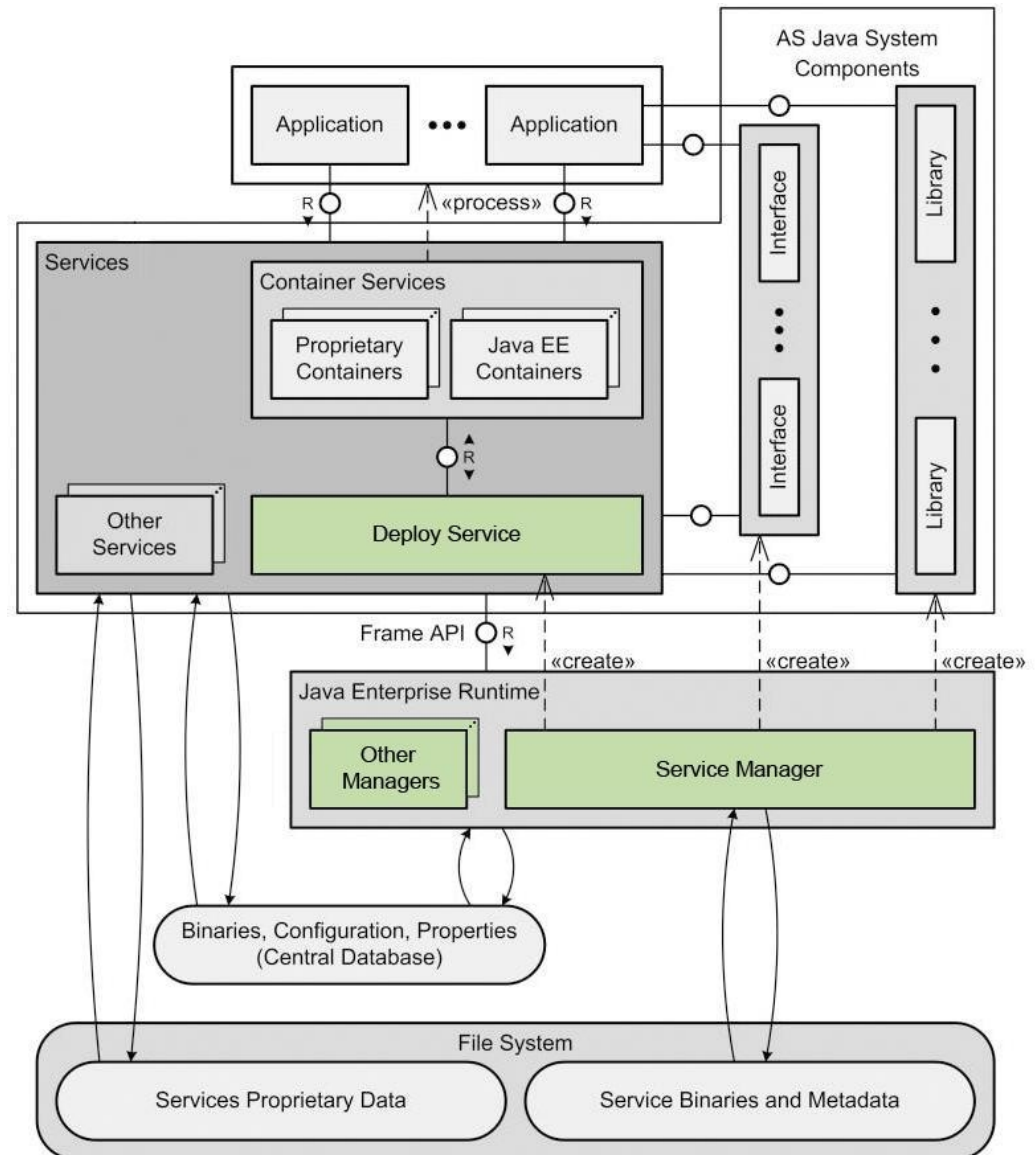 AS Java System
Components
Application
•••
Application
R
«process»
R
Interface
Library
Services
Container Services
Proprietary
Containers
Java EE
Containers
R
Interface
Library
Other
Services
Deploy Service
Frame API
R
«create»
«create»
«create»
Java Enterprise Runtime
Other
Managers
Service Manager
Binaries, Configuration, Properties
(Central Database)
File System
Services Proprietary Data
Service Binaries and Metadata